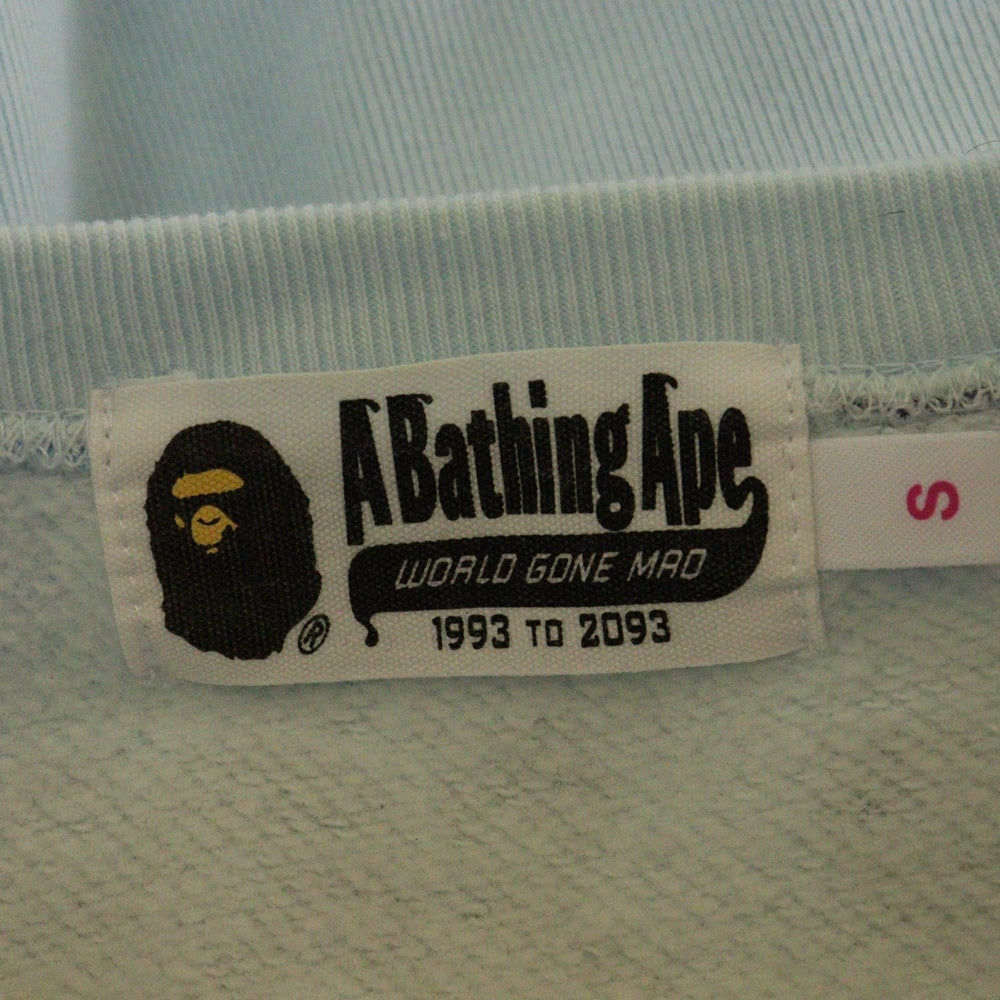 A Bathing Ape
WORLD GONE MAD
1993 TO 2093
®
S